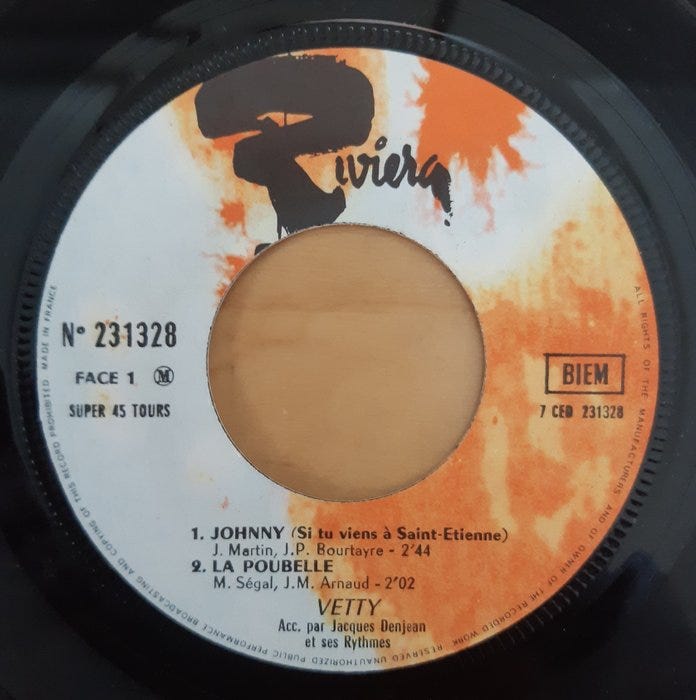 Riviera
N° 231328
FACE 1 M
SUPER 45 TOURS
BIEM
7 CED 231328
1. JOHNNY (Si tu viens à Saint-Etienne)
J. Martin, J.P. Bourtayre - 2'44
2. LA POUBELLE
M. Ségal, J.M. Arnaud - 2'02
VETTY
Acc. par Jacques Denjean
et ses Rythmes
ALL RIGHTS OF THE MANUFACTURERS AND OF OWNER OF THE RECORDED WORK RESERVED UNAUTHORIZED PUBLIC PERFORMANCE BROADCASTING AND COPYING OF THIS RECORD PROHIBITED MADE IN FRANCE